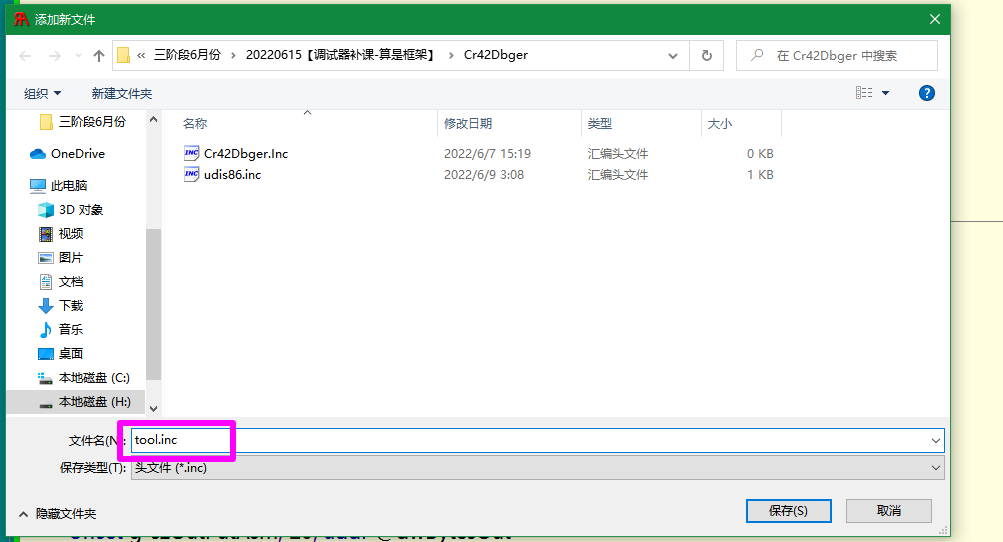 添加新文件
« 三阶段6月份 › 20220615【调试器补课-算是框架】 › Cr42Dbger
在 Cr42Dbger 中搜索
组织 新建文件夹
名称 修改日期 类型 大小
三阶段6月份
OneDrive
此电脑
3D 对象
视频
图片
文档
下载
音乐
桌面
本地磁盘 (C:)
本地磁盘 (H:)
INC Cr42Dbger.Inc 2022/6/7 15:19 汇编头文件 0 KB
INC udis86.inc 2022/6/9 3:08 汇编头文件 1 KB
文件名(N): tool.inc
保存类型(T): 头文件 (*.inc)
隐藏文件夹
保存(S) 取消